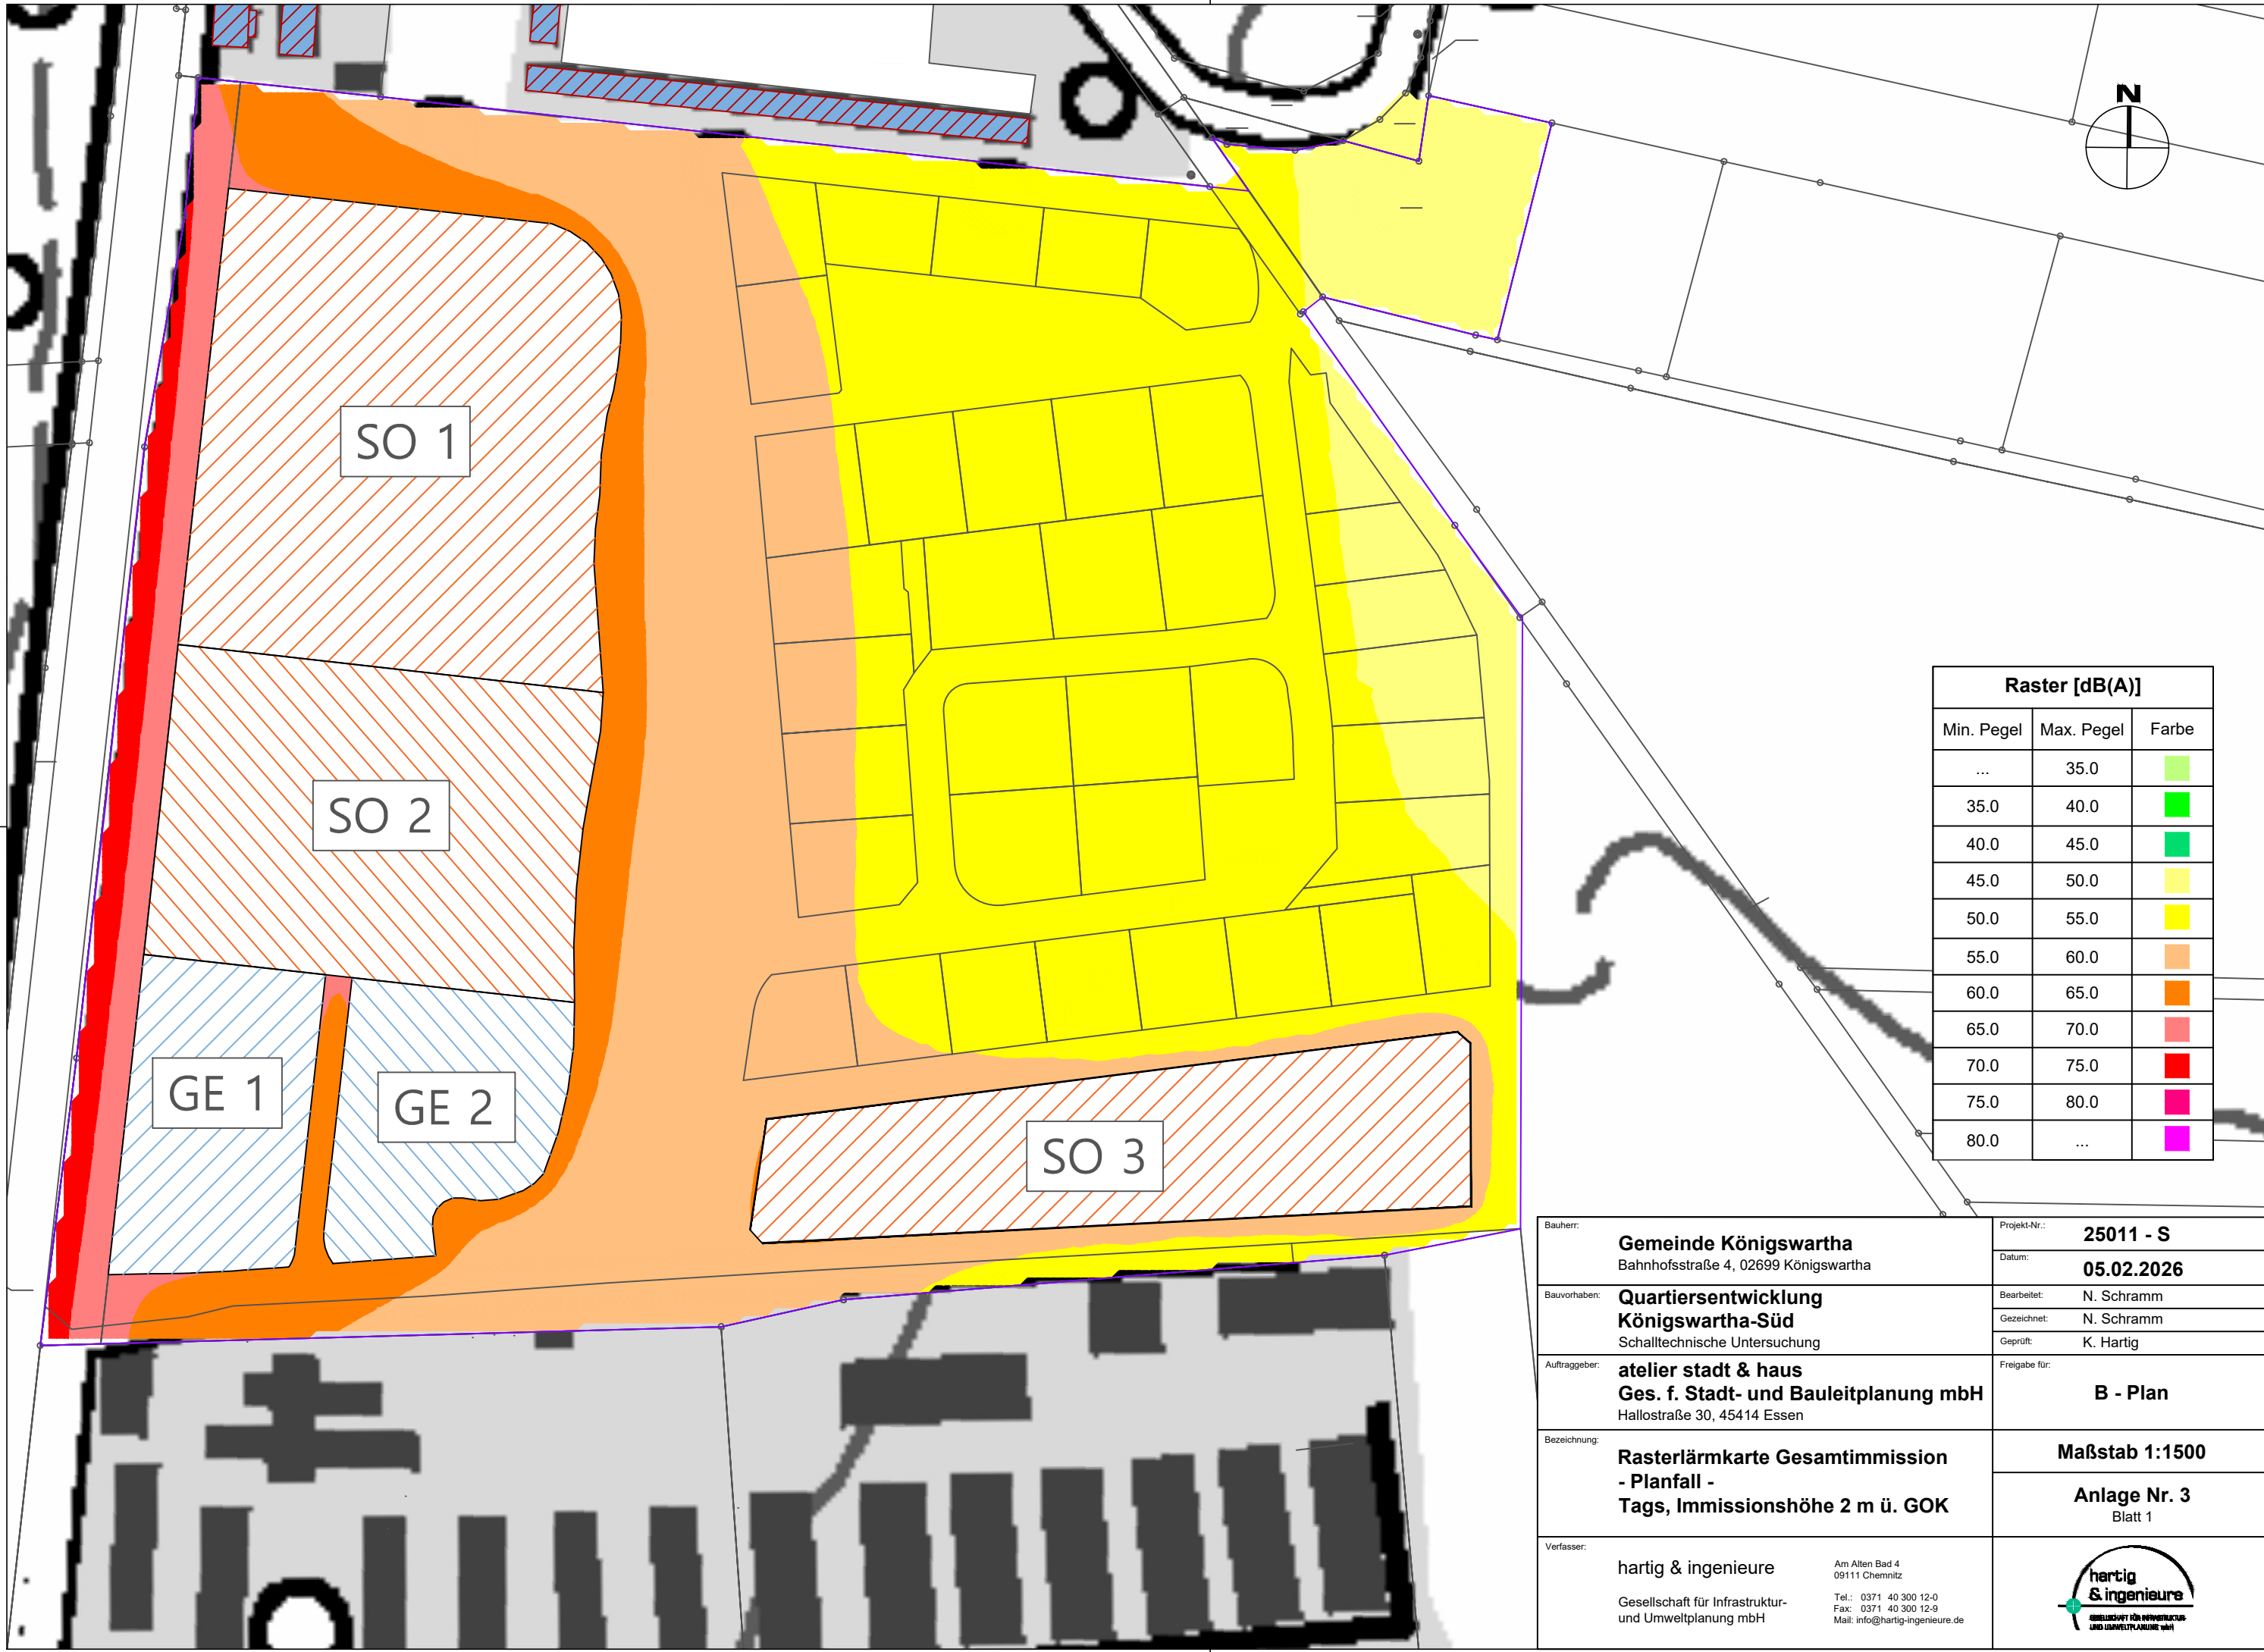 N
SO 1
SO 2
GE 1
GE 2
SO 3
Raster [dB(A)]
Min. Pegel Max. Pegel Farbe
... 35.0
35.0 40.0
40.0 45.0
45.0 50.0
50.0 55.0
55.0 60.0
60.0 65.0
65.0 70.0
70.0 75.0
75.0 80.0
80.0 ...
Bauherr:
Gemeinde Königswartha
Bahnhofsstraße 4, 02699 Königswartha
Projekt-Nr.:
25011 - S
Datum:
05.02.2026
Bauvorhaben:
Quartiersentwicklung
Königswartha-Süd
Schalltechnische Untersuchung
Bearbeitet: N. Schramm
Gezeichnet: N. Schramm
Geprüft: K. Hartig
Auftraggeber:
atelier stadt & haus
Ges. f. Stadt- und Bauleitplanung mbH
Hallostraße 30, 45414 Essen
Freigabe für:
B - Plan
Bezeichnung:
Rasterlärmkarte Gesamtimmission
- Planfall -
Tags, Immissionshöhe 2 m ü. GOK
Maßstab 1:1500
Anlage Nr. 3
Blatt 1
Verfasser:
hartig & ingenieure
Gesellschaft für Infrastruktur-
und Umweltplanung mbH
Am Alten Bad 4
09111 Chemnitz
Tel.: 0371 40 300 12-0
Fax: 0371 40 300 12-9
Mail: info@hartig-ingenieure.de
hartig
& ingenieure
GESELLSCHAFT FÜR INFRASTRUKTUR-
UND UMWELTPLANUNG mbH